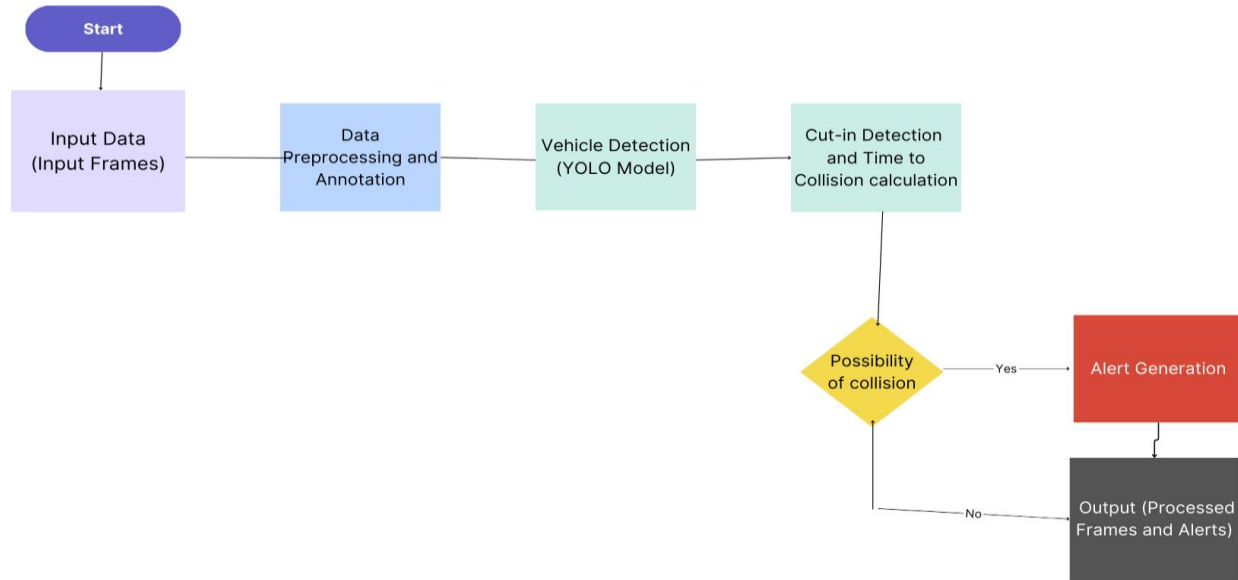 Start
Input Data
(Input Frames)
Data
Preprocessing and
Annotation
Vehicle Detection
(YOLO Model)
Cut-in Detection
and Time to
Collision calculation
Possibility
of collision
Yes
Alert Generation
No
Output (Processed
Frames and Alerts)